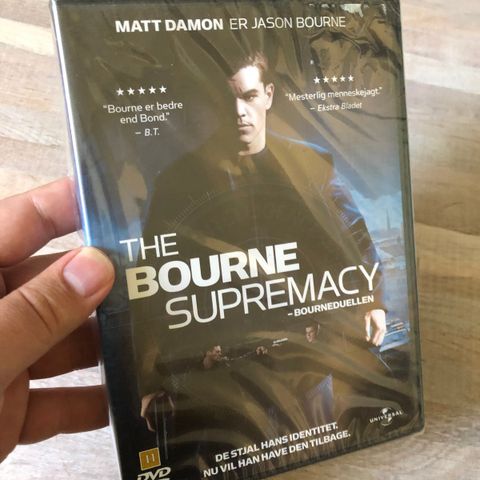 MATT DAMON ER JASON BOURNE
★★★★★
"Bourne er bedre
end Bond."
– B.T.
★★★★★
"Mesterlig menneskejagt."
– Ekstra Bladet
THE
BOURNE
SUPREMACY
- BOURNEDUELLEN
DE STJAL HANS IDENTITET.
NU VIL HAN HAVE DEN TILBAGE.
UNIVERSAL
11
DVD